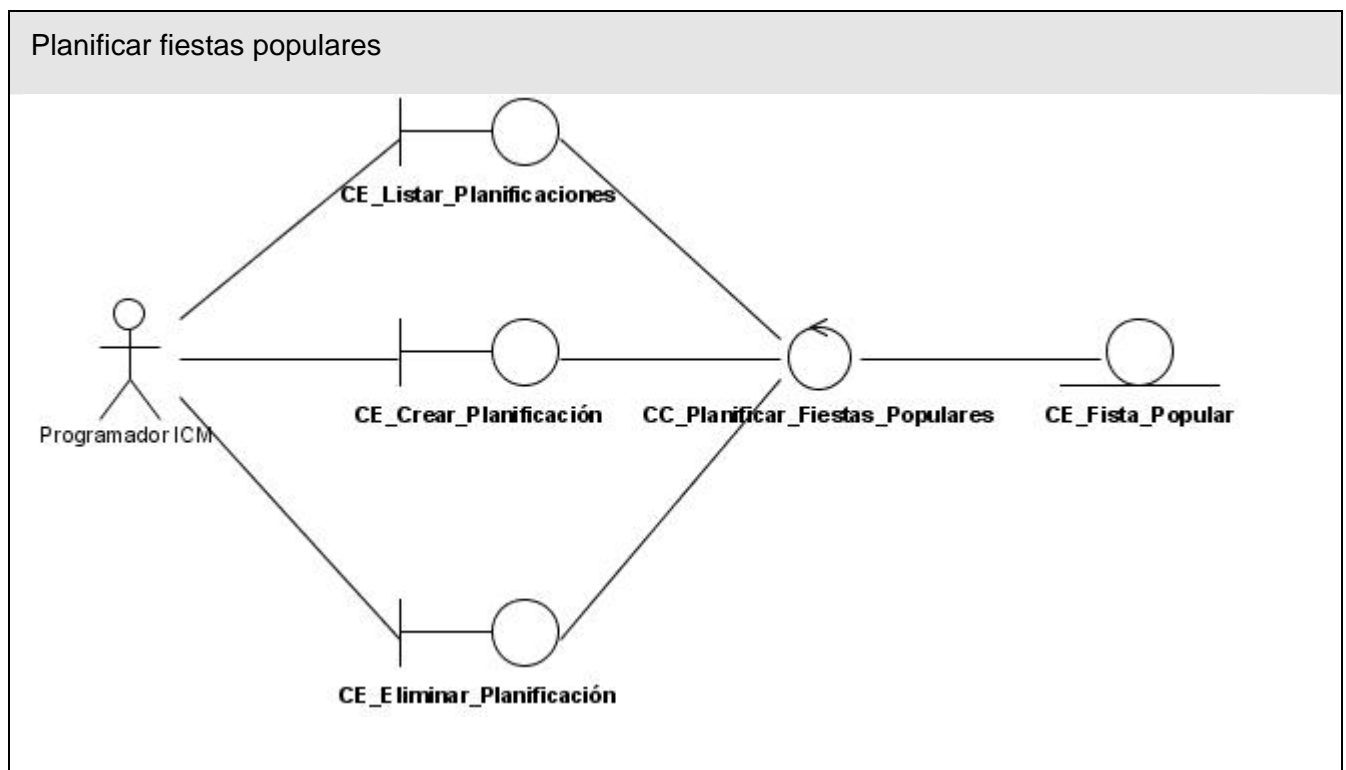 Planificar fiestas populares
CE_Listar_Planificaciones
Programador ICM
CE_Crear_Planificación
CC_Planificar_Fiestas_Populares
CE_Fista_Popular
CE_Eliminar_Planificación